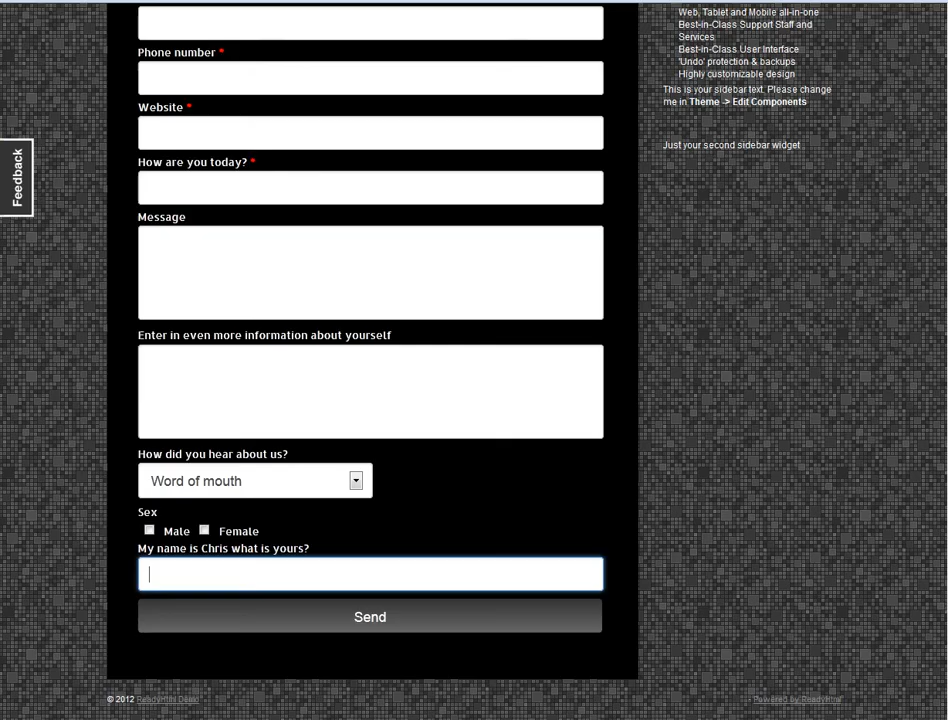 Phone number *
Website *
How are you today? *
Message
Enter in even more information about yourself
How did you hear about us?
Word of mouth
Sex
Male Female
My name is Chris what is yours?
Send
Feedback
Web, Tablet and Mobile all-in-one
Best-in-Class Support Staff and
Services
Best-in-Class User Interface
'Undo' protection & backups
Highly customizable design
This is your sidebar text. Please change
me in Theme -> Edit Components
Just your second sidebar widget
© 2012 ReadyHtml Demo
Powered by ReadyHtml